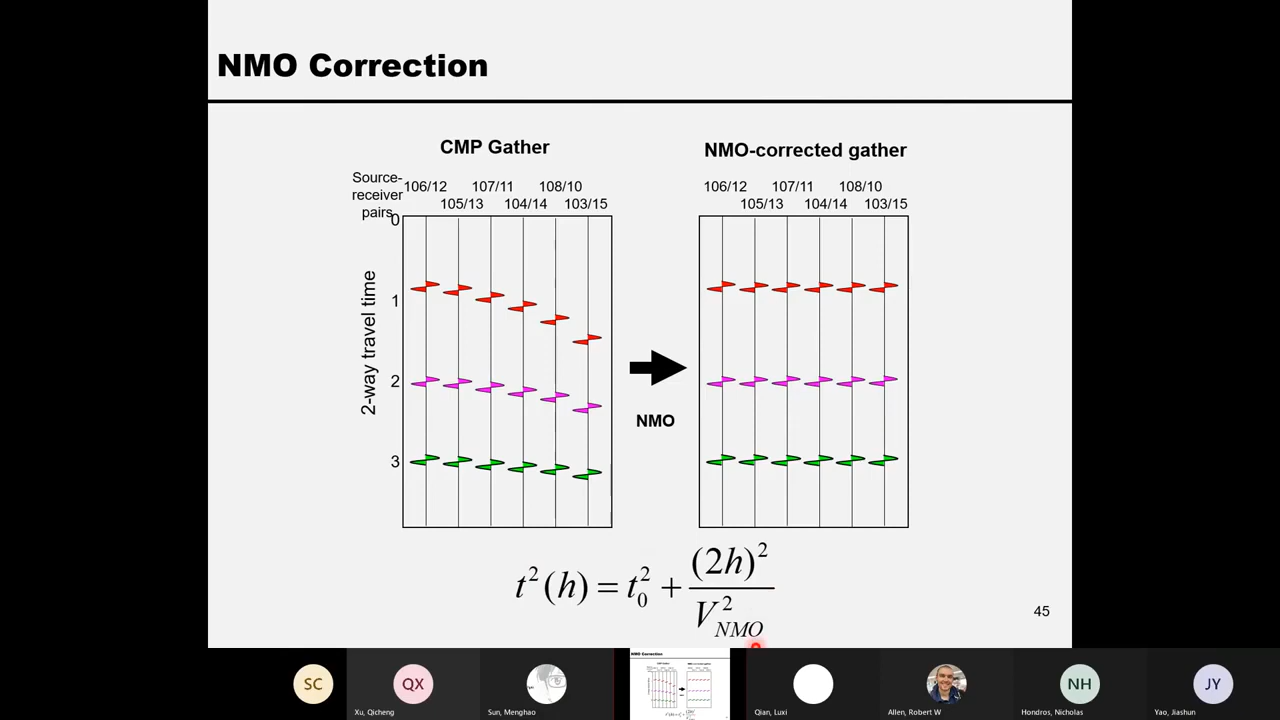 NMO Correction
CMP Gather
NMO-corrected gather
Source-
receiver
pairs
106/12 107/11 108/10
105/13 104/14 103/15
106/12 107/11 108/10
105/13 104/14 103/15
2-way travel time
0
1
2
3
NMO
t²(h) = t₀² + (2h)² / V²_NMO
45
SC
QX
NH
JY
Xu, Qicheng
Sun, Menghao
Qian, Luxi
Allen, Robert W
Hondros, Nicholas
Yao, Jiashun